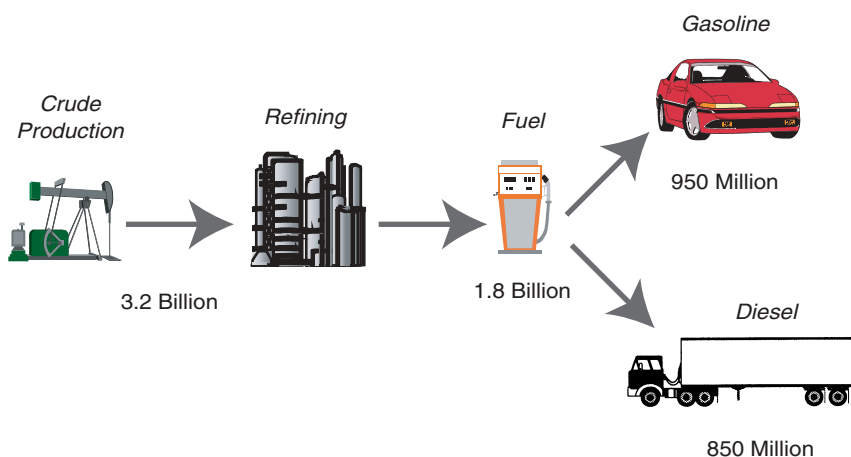 Crude
Production
3.2 Billion
Refining
Fuel
1.8 Billion
Gasoline
950 Million
Diesel
850 Million